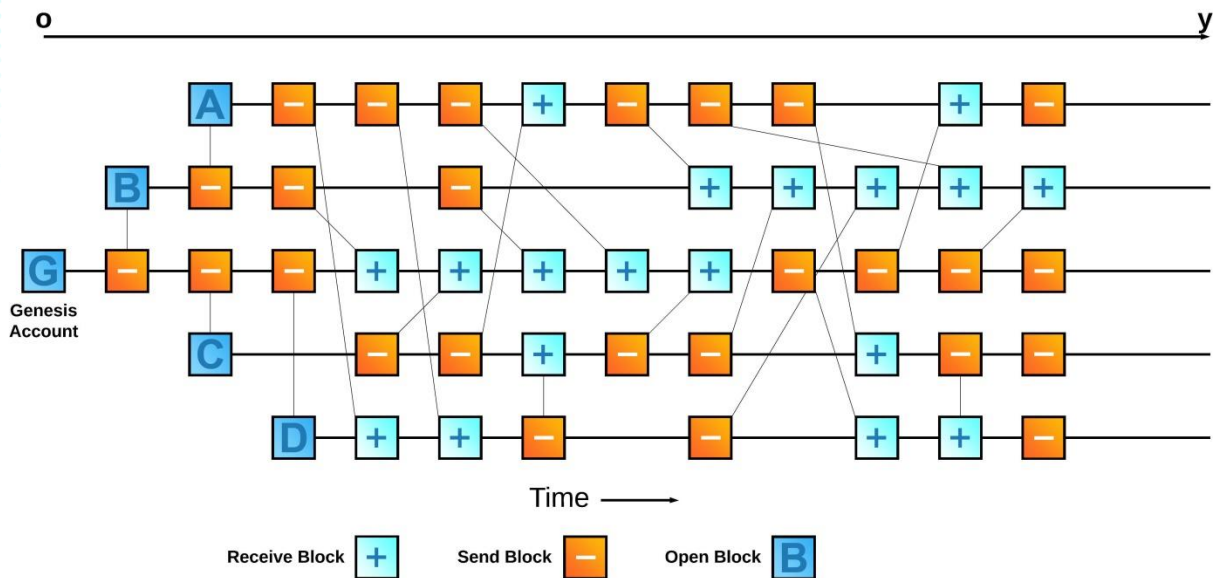 o y
A − − − + − − − + −
B − − − + + + + +
G − − − + + + + + − − − −
Genesis
Account
C − − + − − + − −
D + + − − + + −
Time
Receive Block + Send Block − Open Block B